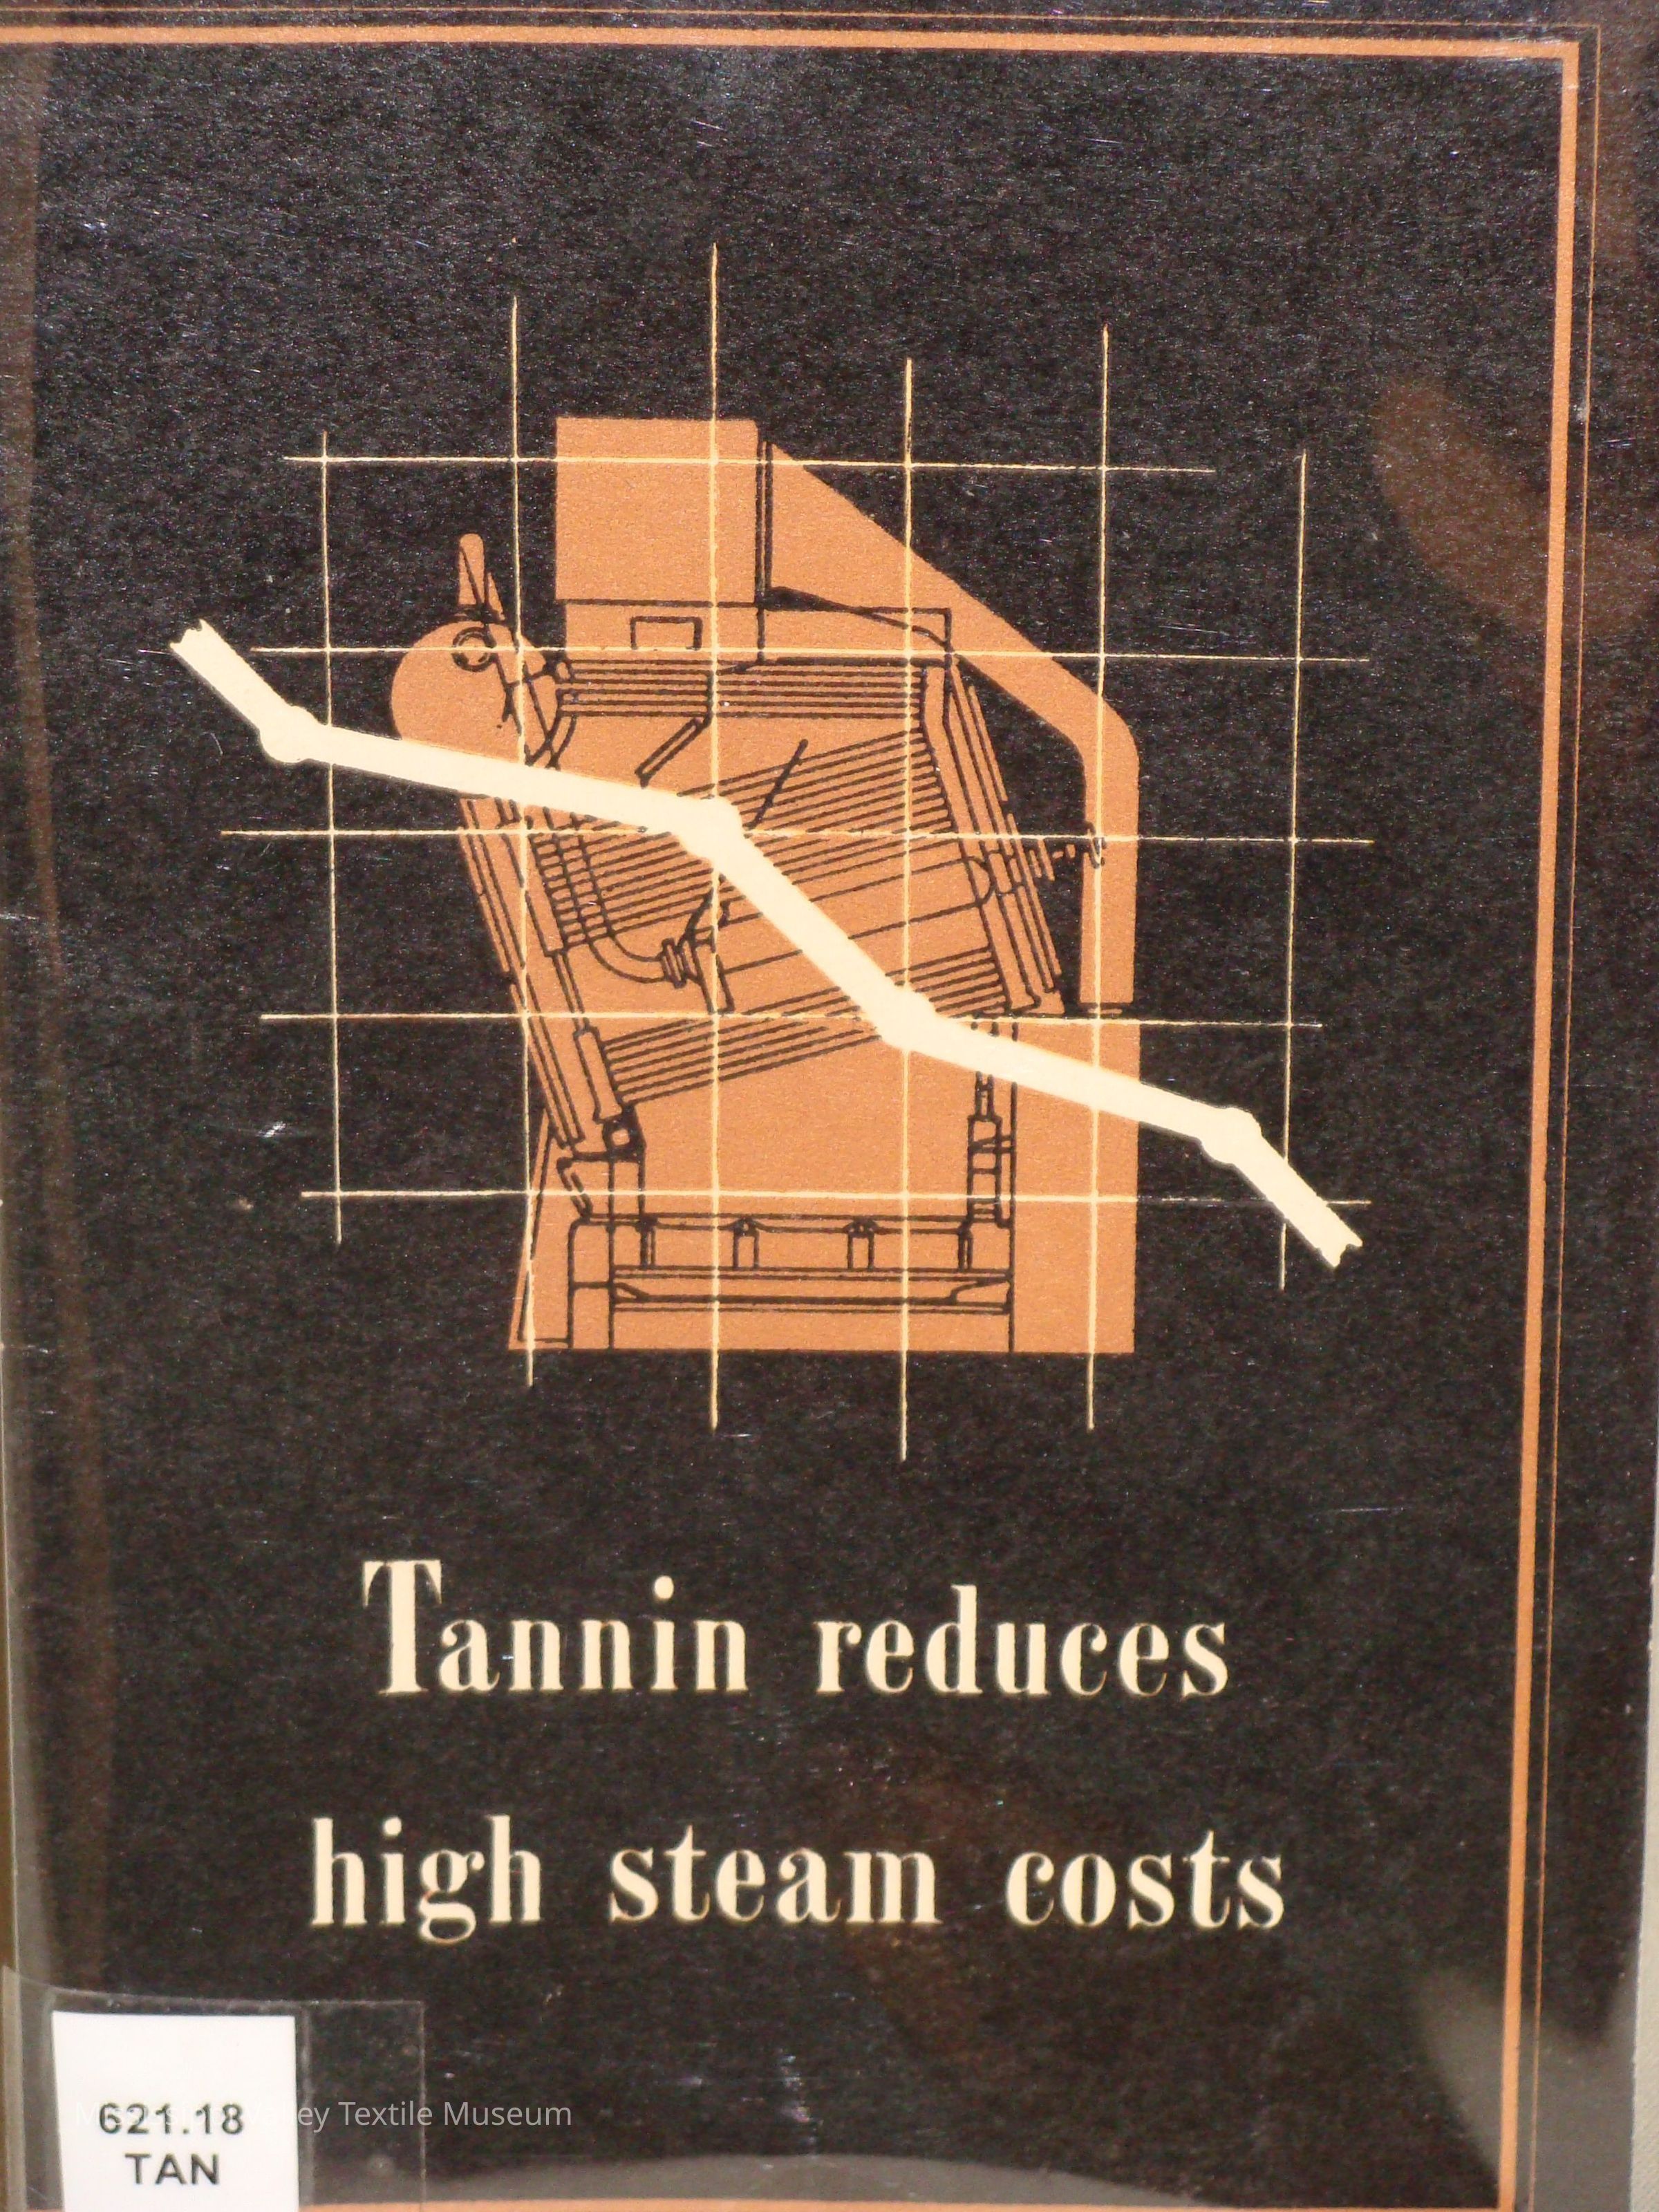 Tannin reduces
high steam costs
621.18
TAN
Textile Museum